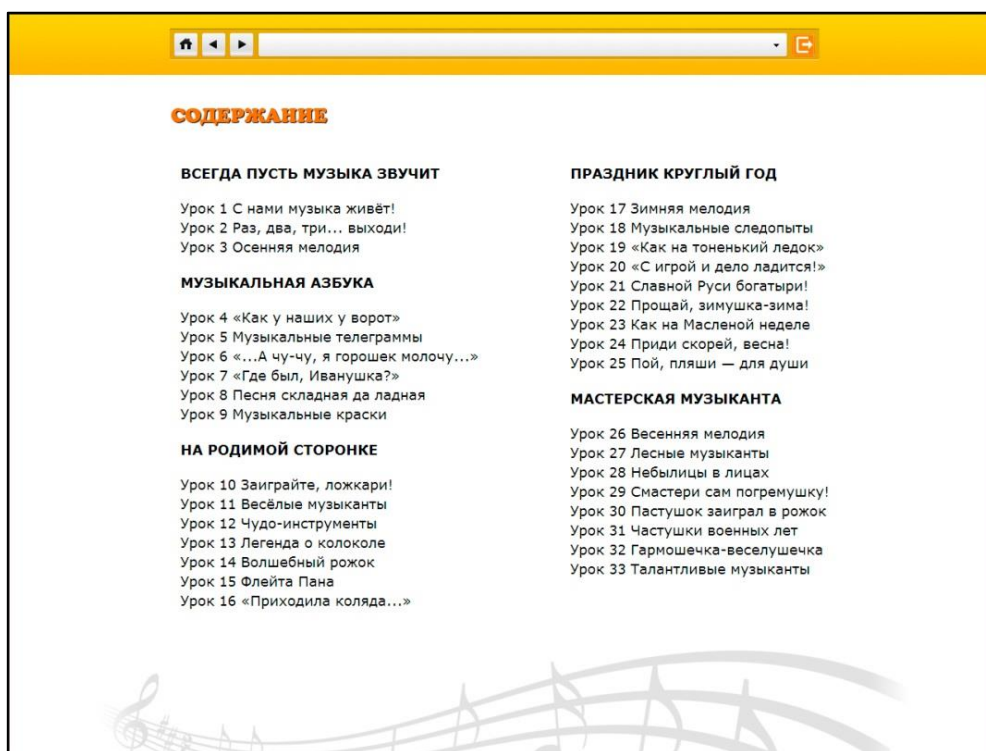 СОДЕРЖАНИЕ
ВСЕГДА ПУСТЬ МУЗЫКА ЗВУЧИТ
Урок 1 С нами музыка живёт!
Урок 2 Раз, два, три... выходи!
Урок 3 Осенняя мелодия
МУЗЫКАЛЬНАЯ АЗБУКА
Урок 4 «Как у наших у ворот»
Урок 5 Музыкальные телеграммы
Урок 6 «...А чу-чу, я горошек молочу...»
Урок 7 «Где был, Иванушка?»
Урок 8 Песня складная да ладная
Урок 9 Музыкальные краски
НА РОДИМОЙ СТОРОНКЕ
Урок 10 Заиграйте, ложкари!
Урок 11 Весёлые музыканты
Урок 12 Чудо-инструменты
Урок 13 Легенда о колоколе
Урок 14 Волшебный рожок
Урок 15 Флейта Пана
Урок 16 «Приходила коляда...»
ПРАЗДНИК КРУГЛЫЙ ГОД
Урок 17 Зимняя мелодия
Урок 18 Музыкальные следопыты
Урок 19 «Как на тоненький ледок»
Урок 20 «С игрой и дело ладится!»
Урок 21 Славной Руси богатыри!
Урок 22 Прощай, зимушка-зима!
Урок 23 Как на Масленой неделе
Урок 24 Приди скорей, весна!
Урок 25 Пой, пляши — для души
МАСТЕРСКАЯ МУЗЫКАНТА
Урок 26 Весенняя мелодия
Урок 27 Лесные музыканты
Урок 28 Небылицы в лицах
Урок 29 Смастери сам погремушку!
Урок 30 Пастушок заиграл в рожок
Урок 31 Частушки военных лет
Урок 32 Гармошечка-веселушечка
Урок 33 Талантливые музыканты